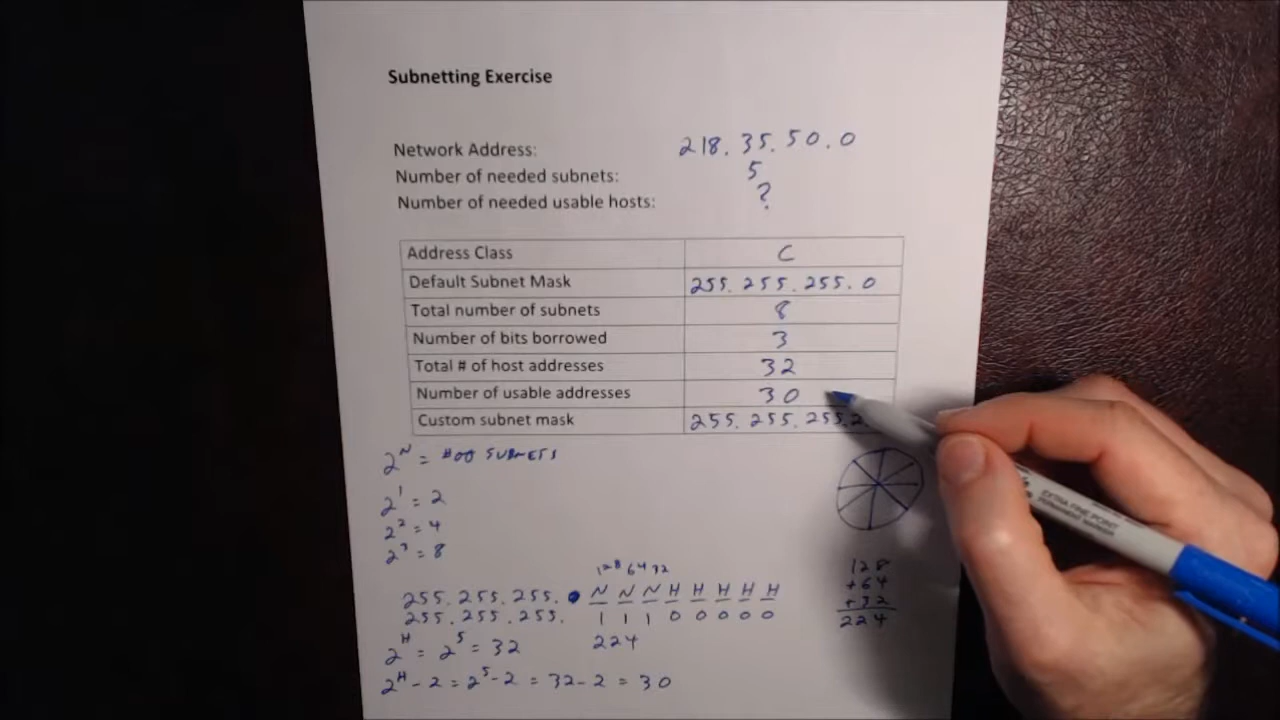 Subnetting Exercise
Network Address: 218.35.50.0
Number of needed subnets: 5
Number of needed usable hosts: ?
Address Class C
Default Subnet Mask 255.255.255.0
Total number of subnets 8
Number of bits borrowed 3
Total # of host addresses 32
Number of usable addresses 30
Custom subnet mask 255.255.255.2
2^N = # OF SUBNETS
2^1 = 2
2^2 = 4
2^3 = 8
128 64 32
255.255.255. N N N H H H H H
255.255.255. 1 1 1 0 0 0 0 0
224
2^H = 2^5 = 32
2^H - 2 = 2^5 - 2 = 32 - 2 = 30
128
+64
+32
224
EXTRA FINE POINT
PERMANENT MARKER